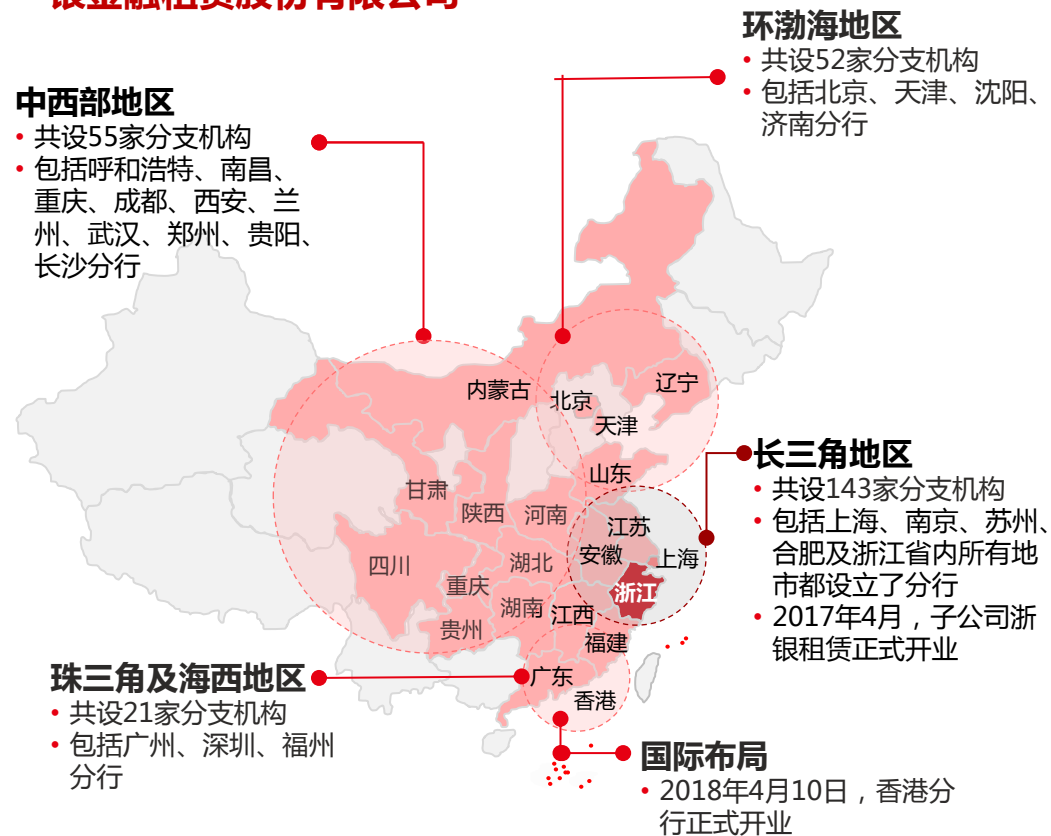 银金融租赁股份有限公司
环渤海地区
• 共设52家分支机构
• 包括北京、天津、沈阳、
济南分行
中西部地区
• 共设55家分支机构
• 包括呼和浩特、南昌、
重庆、成都、西安、兰
州、武汉、郑州、贵阳、
长沙分行
内蒙古
北京
辽宁
天津
山东
甘肃
陕西
河南
江苏
安徽
上海
四川
湖北
重庆
浙江
湖南
江西
贵州
福建
广东
香港
长三角地区
• 共设143家分支机构
• 包括上海、南京、苏州、
合肥及浙江省内所有地
市都设立了分行
• 2017年4月，子公司浙
银租赁正式开业
珠三角及海西地区
• 共设21家分支机构
• 包括广州、深圳、福州
分行
国际布局
• 2018年4月10日，香港分
行正式开业